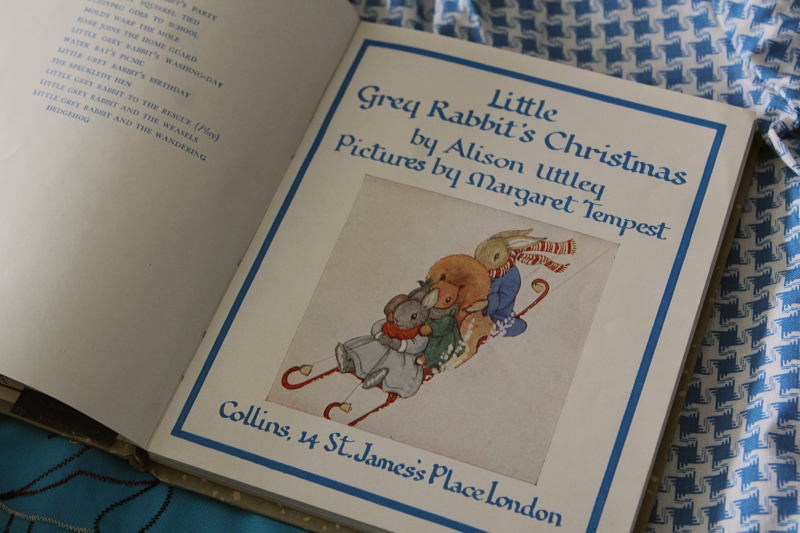 RABBIT'S PARTY
SQUIRREL TIED
GOES TO SCHOOL
MOLDY WARP THE MOLE
HARE JOINS THE HOME GUARD
LITTLE GREY RABBIT'S WASHING-DAY
WATER RAT'S PICNIC
LITTLE GREY RABBIT'S BIRTHDAY
THE SPECKLEDY HEN
LITTLE GREY RABBIT TO THE RESCUE (Play)
LITTLE GREY RABBIT AND THE WEASELS
LITTLE GREY RABBIT AND THE WANDERING
HEDGEHOG
Little
Grey Rabbit's Christmas
by Alison Uttley
Pictures by Margaret Tempest
Collins, 14 St. James's Place London